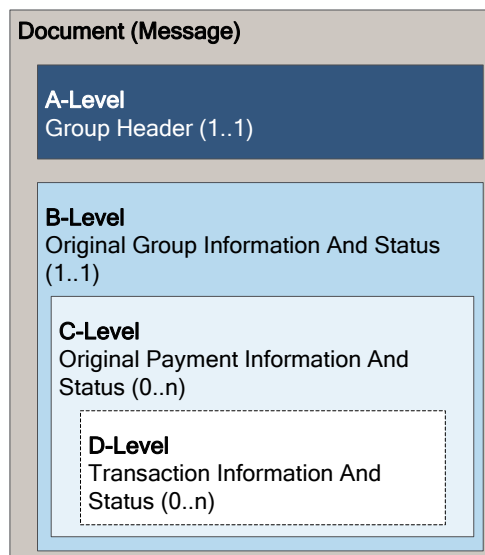 Document (Message)
A-Level
Group Header (1..1)
B-Level
Original Group Information And Status
(1..1)
C-Level
Original Payment Information And
Status (0..n)
D-Level
Transaction Information And
Status (0..n)